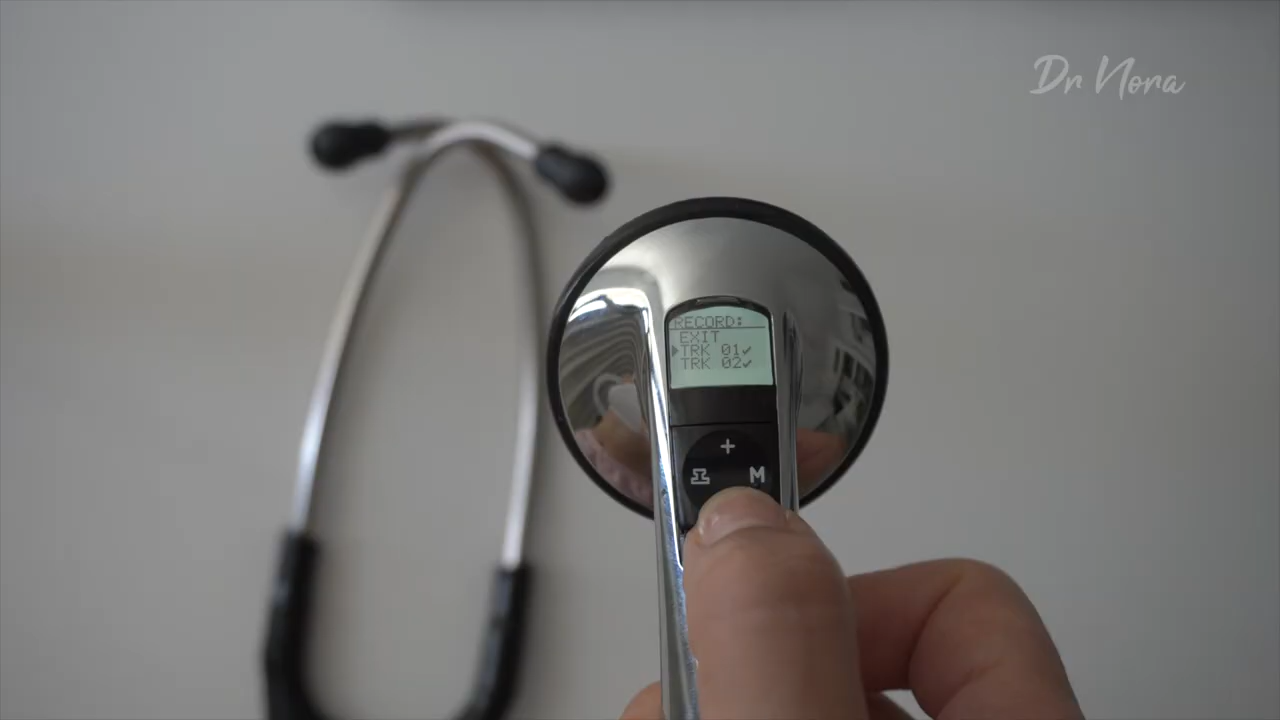 Dr Nora
RECORD:
EXIT
TRK 01✓
TRK 02✓
+
M